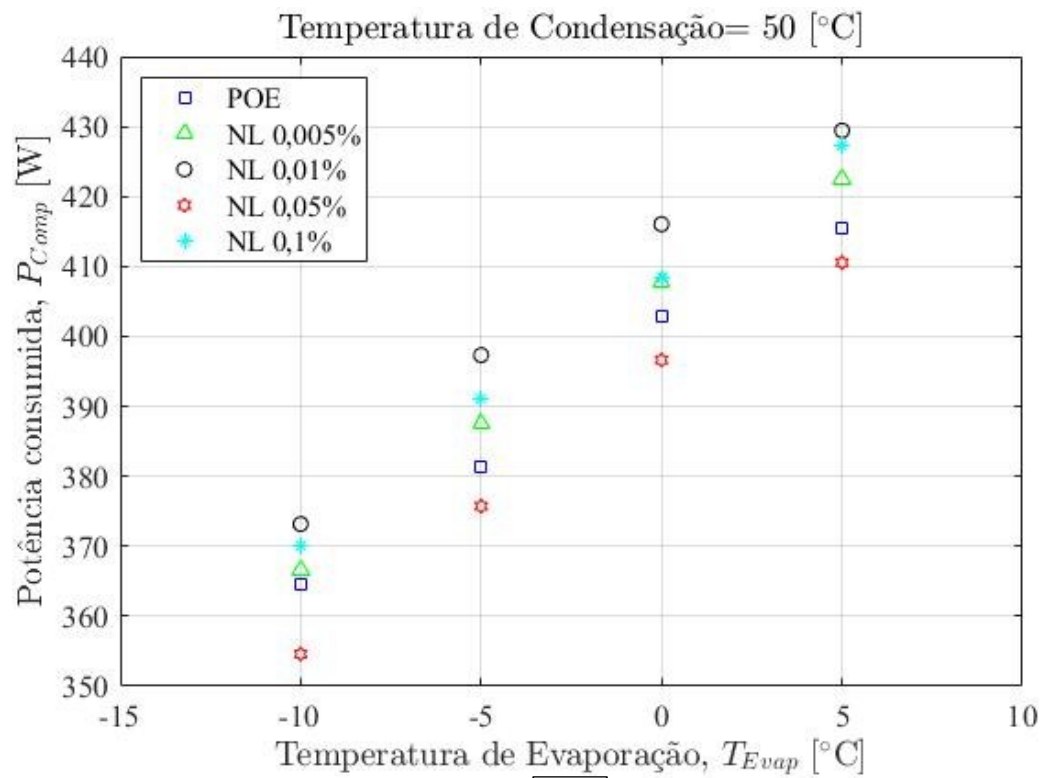 Temperatura de Condensação= 50 [°C]
440
430
420
410
400
390
380
370
360
350
Potência consumida, P_Comp [W]
POE
NL 0,005%
NL 0,01%
NL 0,05%
NL 0,1%
-15 -10 -5 0 5 10
Temperatura de Evaporação, T_Evap [°C]